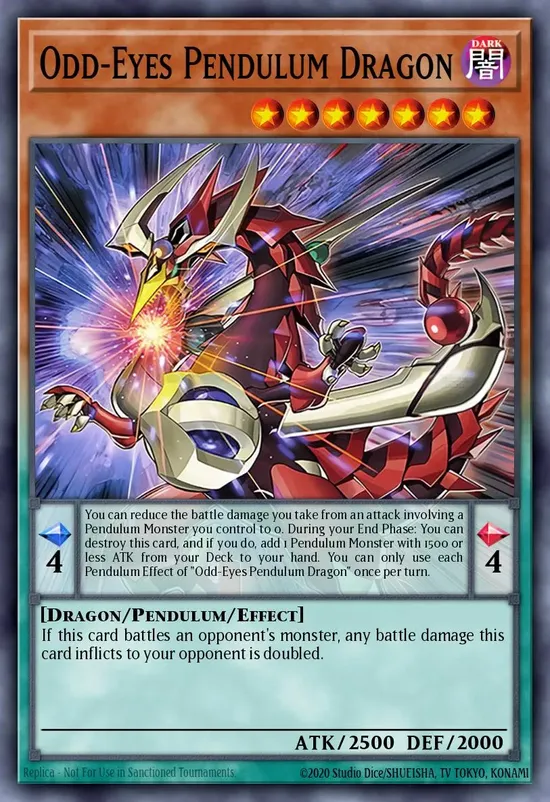 ODD-EYES PENDULUM DRAGON
DARK
闇
You can reduce the battle damage you take from an attack involving a
Pendulum Monster you control to 0. During your End Phase: You can
destroy this card, and if you do, add 1 Pendulum Monster with 1500 or
less ATK from your Deck to your hand. You can only use each
Pendulum Effect of "Odd-Eyes Pendulum Dragon" once per turn.
4
4
[DRAGON/PENDULUM/EFFECT]
If this card battles an opponent's monster, any battle damage this
card inflicts to your opponent is doubled.
ATK/2500 DEF/2000
Replica - Not For Use in Sanctioned Tournaments
©2020 Studio Dice/SHUEISHA, TV TOKYO, KONAMI